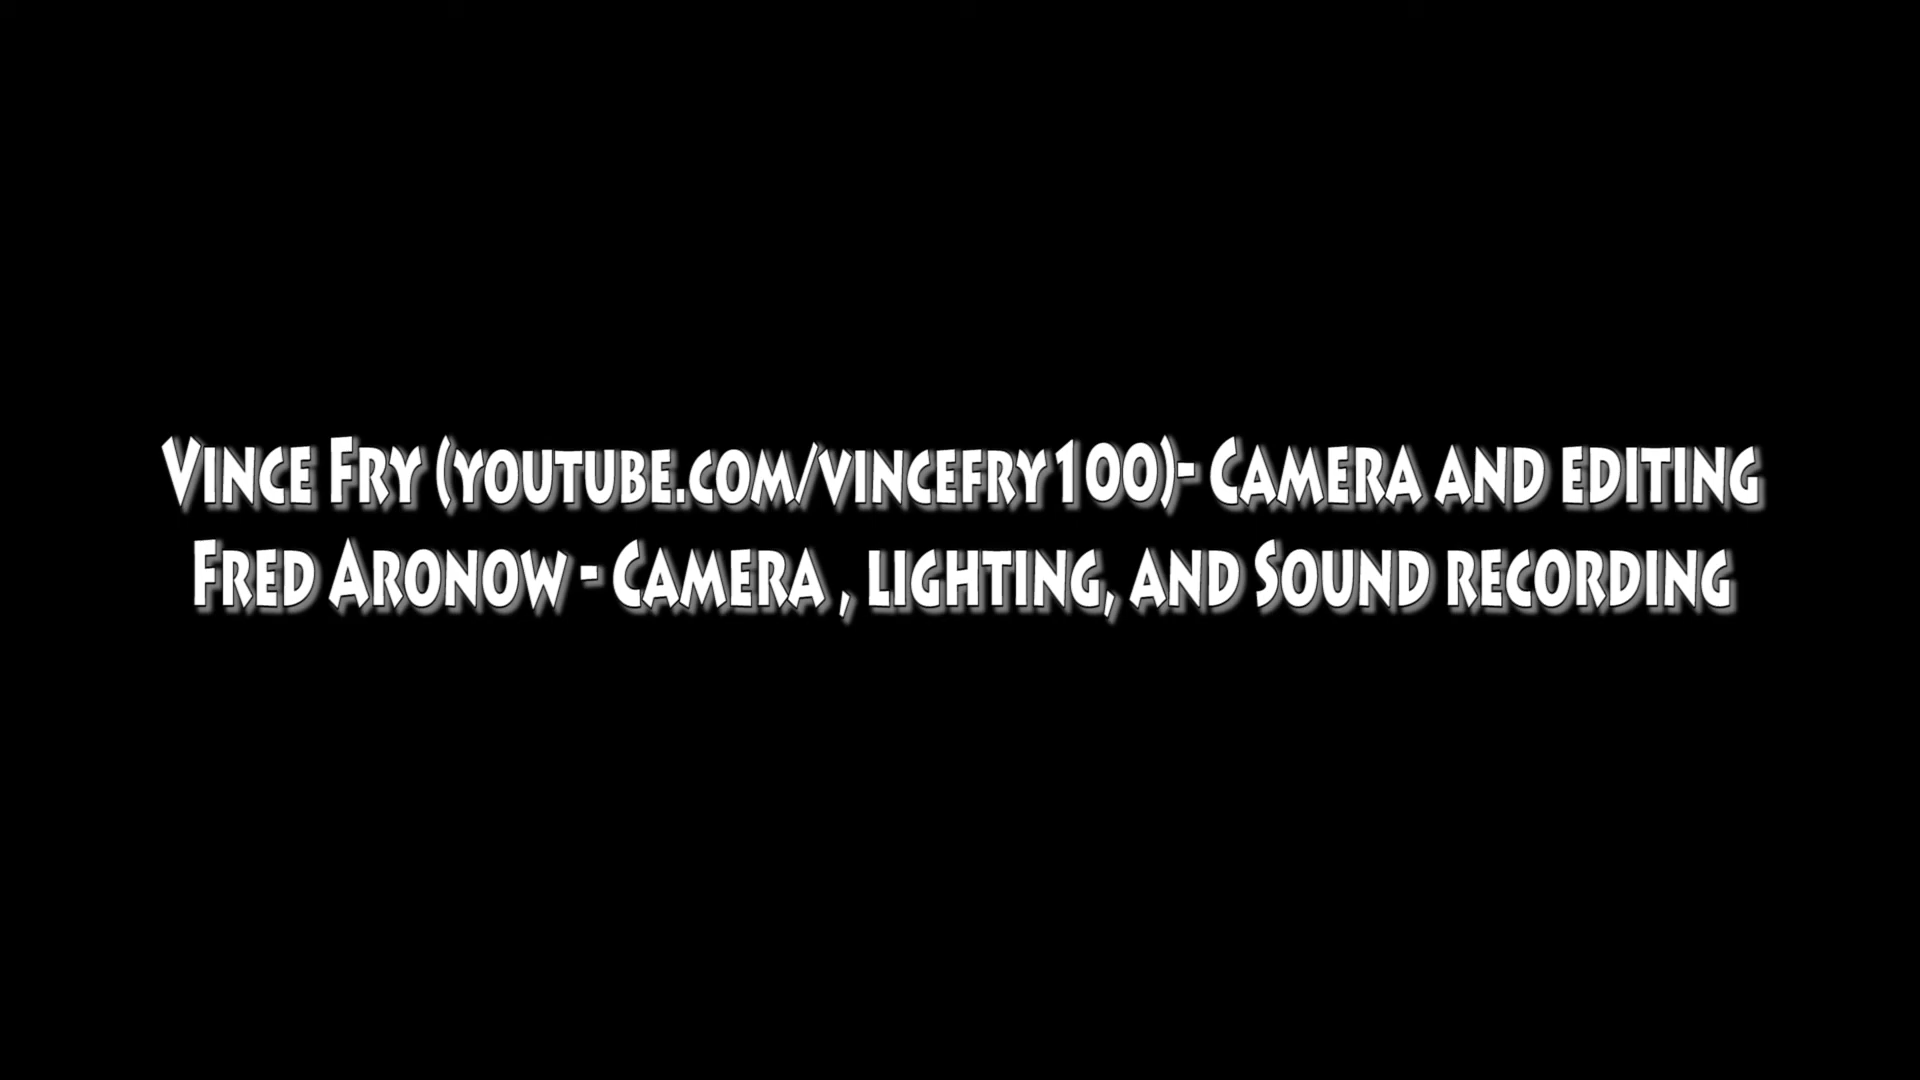 Vince Fry (youtube.com/vincefry100)- Camera and editing
Fred Aronow - Camera , lighting, and Sound recording